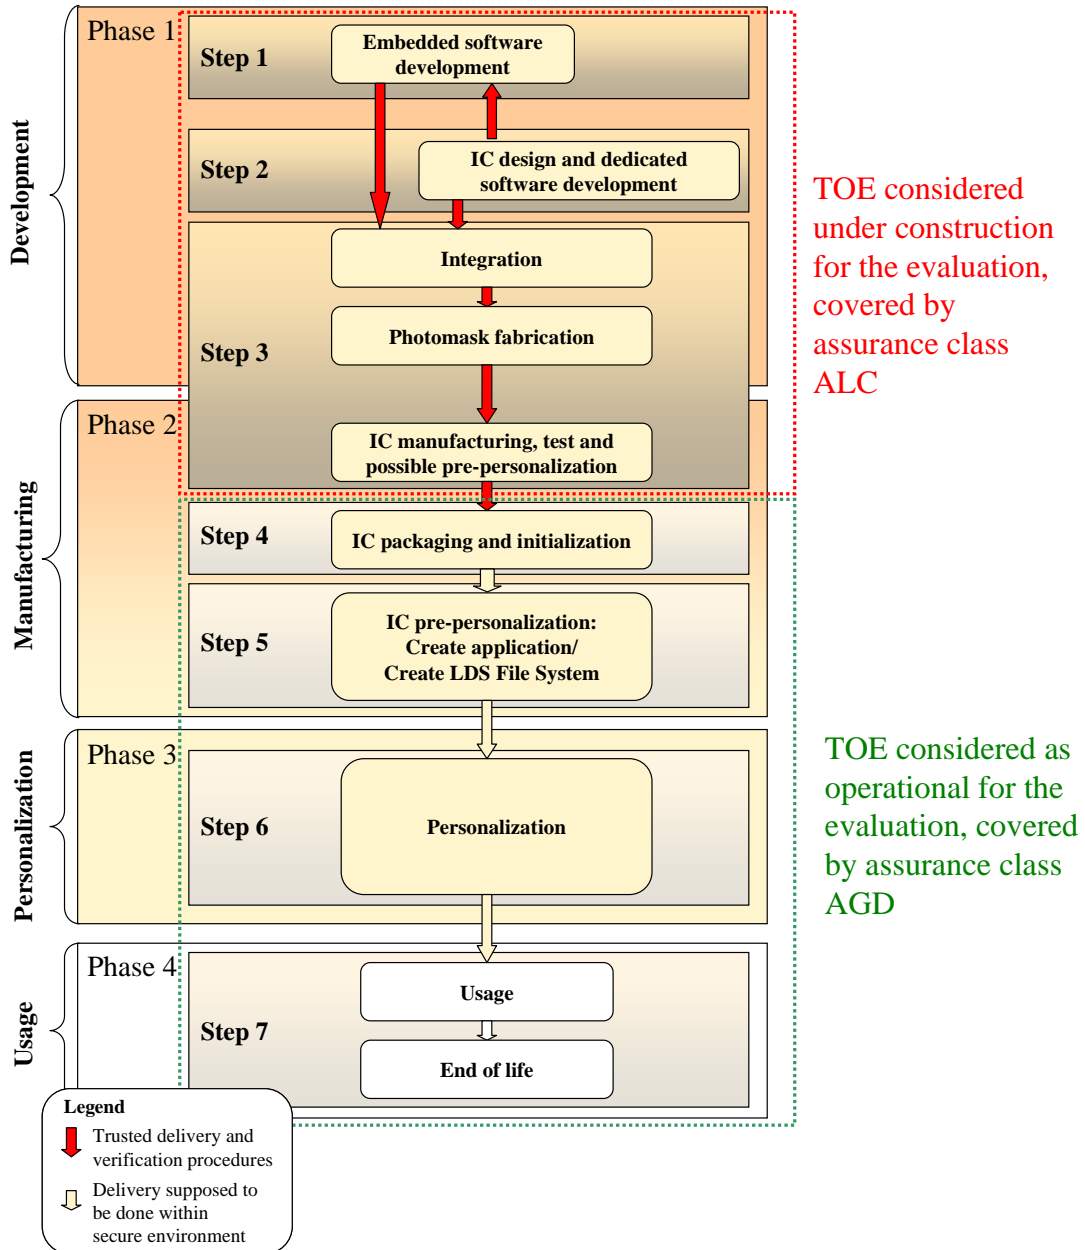 Phase 1
Step 1
Embedded software
development
Development
Step 2
IC design and dedicated
software development
TOE considered
under construction
for the evaluation,
covered by
assurance class
ALC
Step 3
Integration
Photomask fabrication
Phase 2
IC manufacturing, test and
possible pre-personalization
Manufacturing
Step 4
IC packaging and initialization
Step 5
IC pre-personalization:
Create application/
Create LDS File System
Phase 3
Personalization
Step 6
Personalization
TOE considered as
operational for the
evaluation, covered
by assurance class
AGD
Phase 4
Usage
Step 7
Usage
End of life
Legend
Trusted delivery and
verification procedures
Delivery supposed to
be done within
secure environment